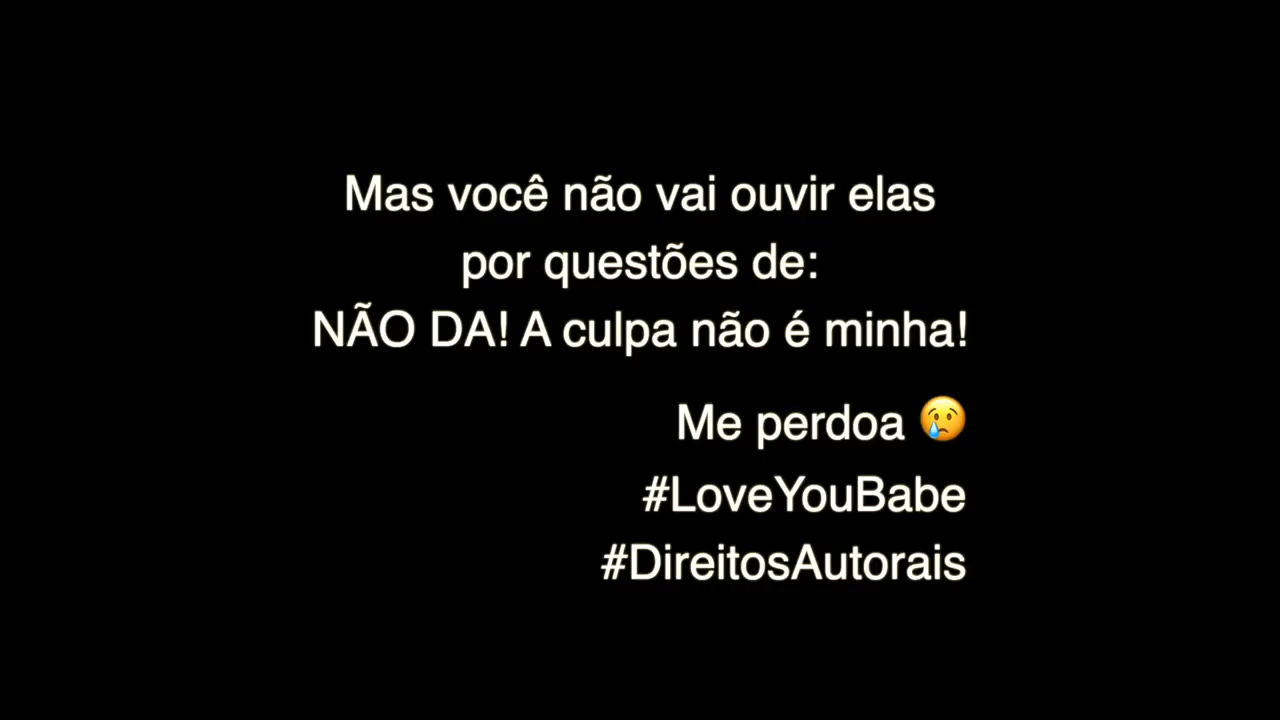 Mas você não vai ouvir elas
por questões de:
NÃO DA! A culpa não é minha!
Me perdoa 😢
#LoveYouBabe
#DireitosAutorais